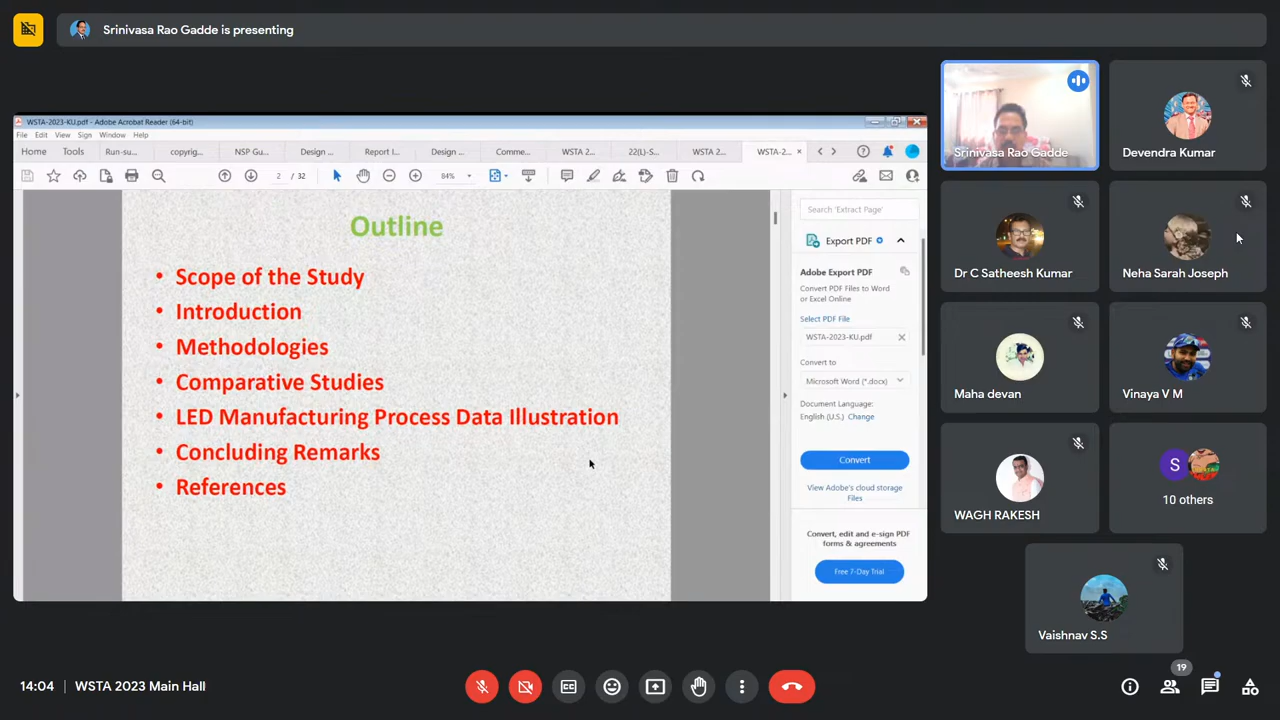 Srinivasa Rao Gadde is presenting
WSTA-2023-KU.pdf - Adobe Acrobat Reader (64-bit)
File Edit View Sign Window Help
Home Tools Run-su... copyrig... NSP Gu... Design ... Report I... Design ... Comme... WSTA 2... 22(L)-S... WSTA 2... WSTA-2... ×
2 / 32 84%
Outline
• Scope of the Study
• Introduction
• Methodologies
• Comparative Studies
• LED Manufacturing Process Data Illustration
• Concluding Remarks
• References
Search 'Extract Page'
Export PDF
Adobe Export PDF
Convert PDF Files to Word
or Excel Online
Select PDF File
WSTA-2023-KU.pdf
Convert to
Microsoft Word (*.docx)
Document Language:
English (U.S.) Change
Convert
View Adobe's cloud storage
Files
Convert, edit and e-sign PDF
forms & agreements
Free 7-Day Trial
Srinivasa Rao Gadde
Devendra Kumar
Dr C Satheesh Kumar
Neha Sarah Joseph
Maha devan
Vinaya V M
WAGH RAKESH
S
10 others
Vaishnav S.S
14:04 | WSTA 2023 Main Hall
19